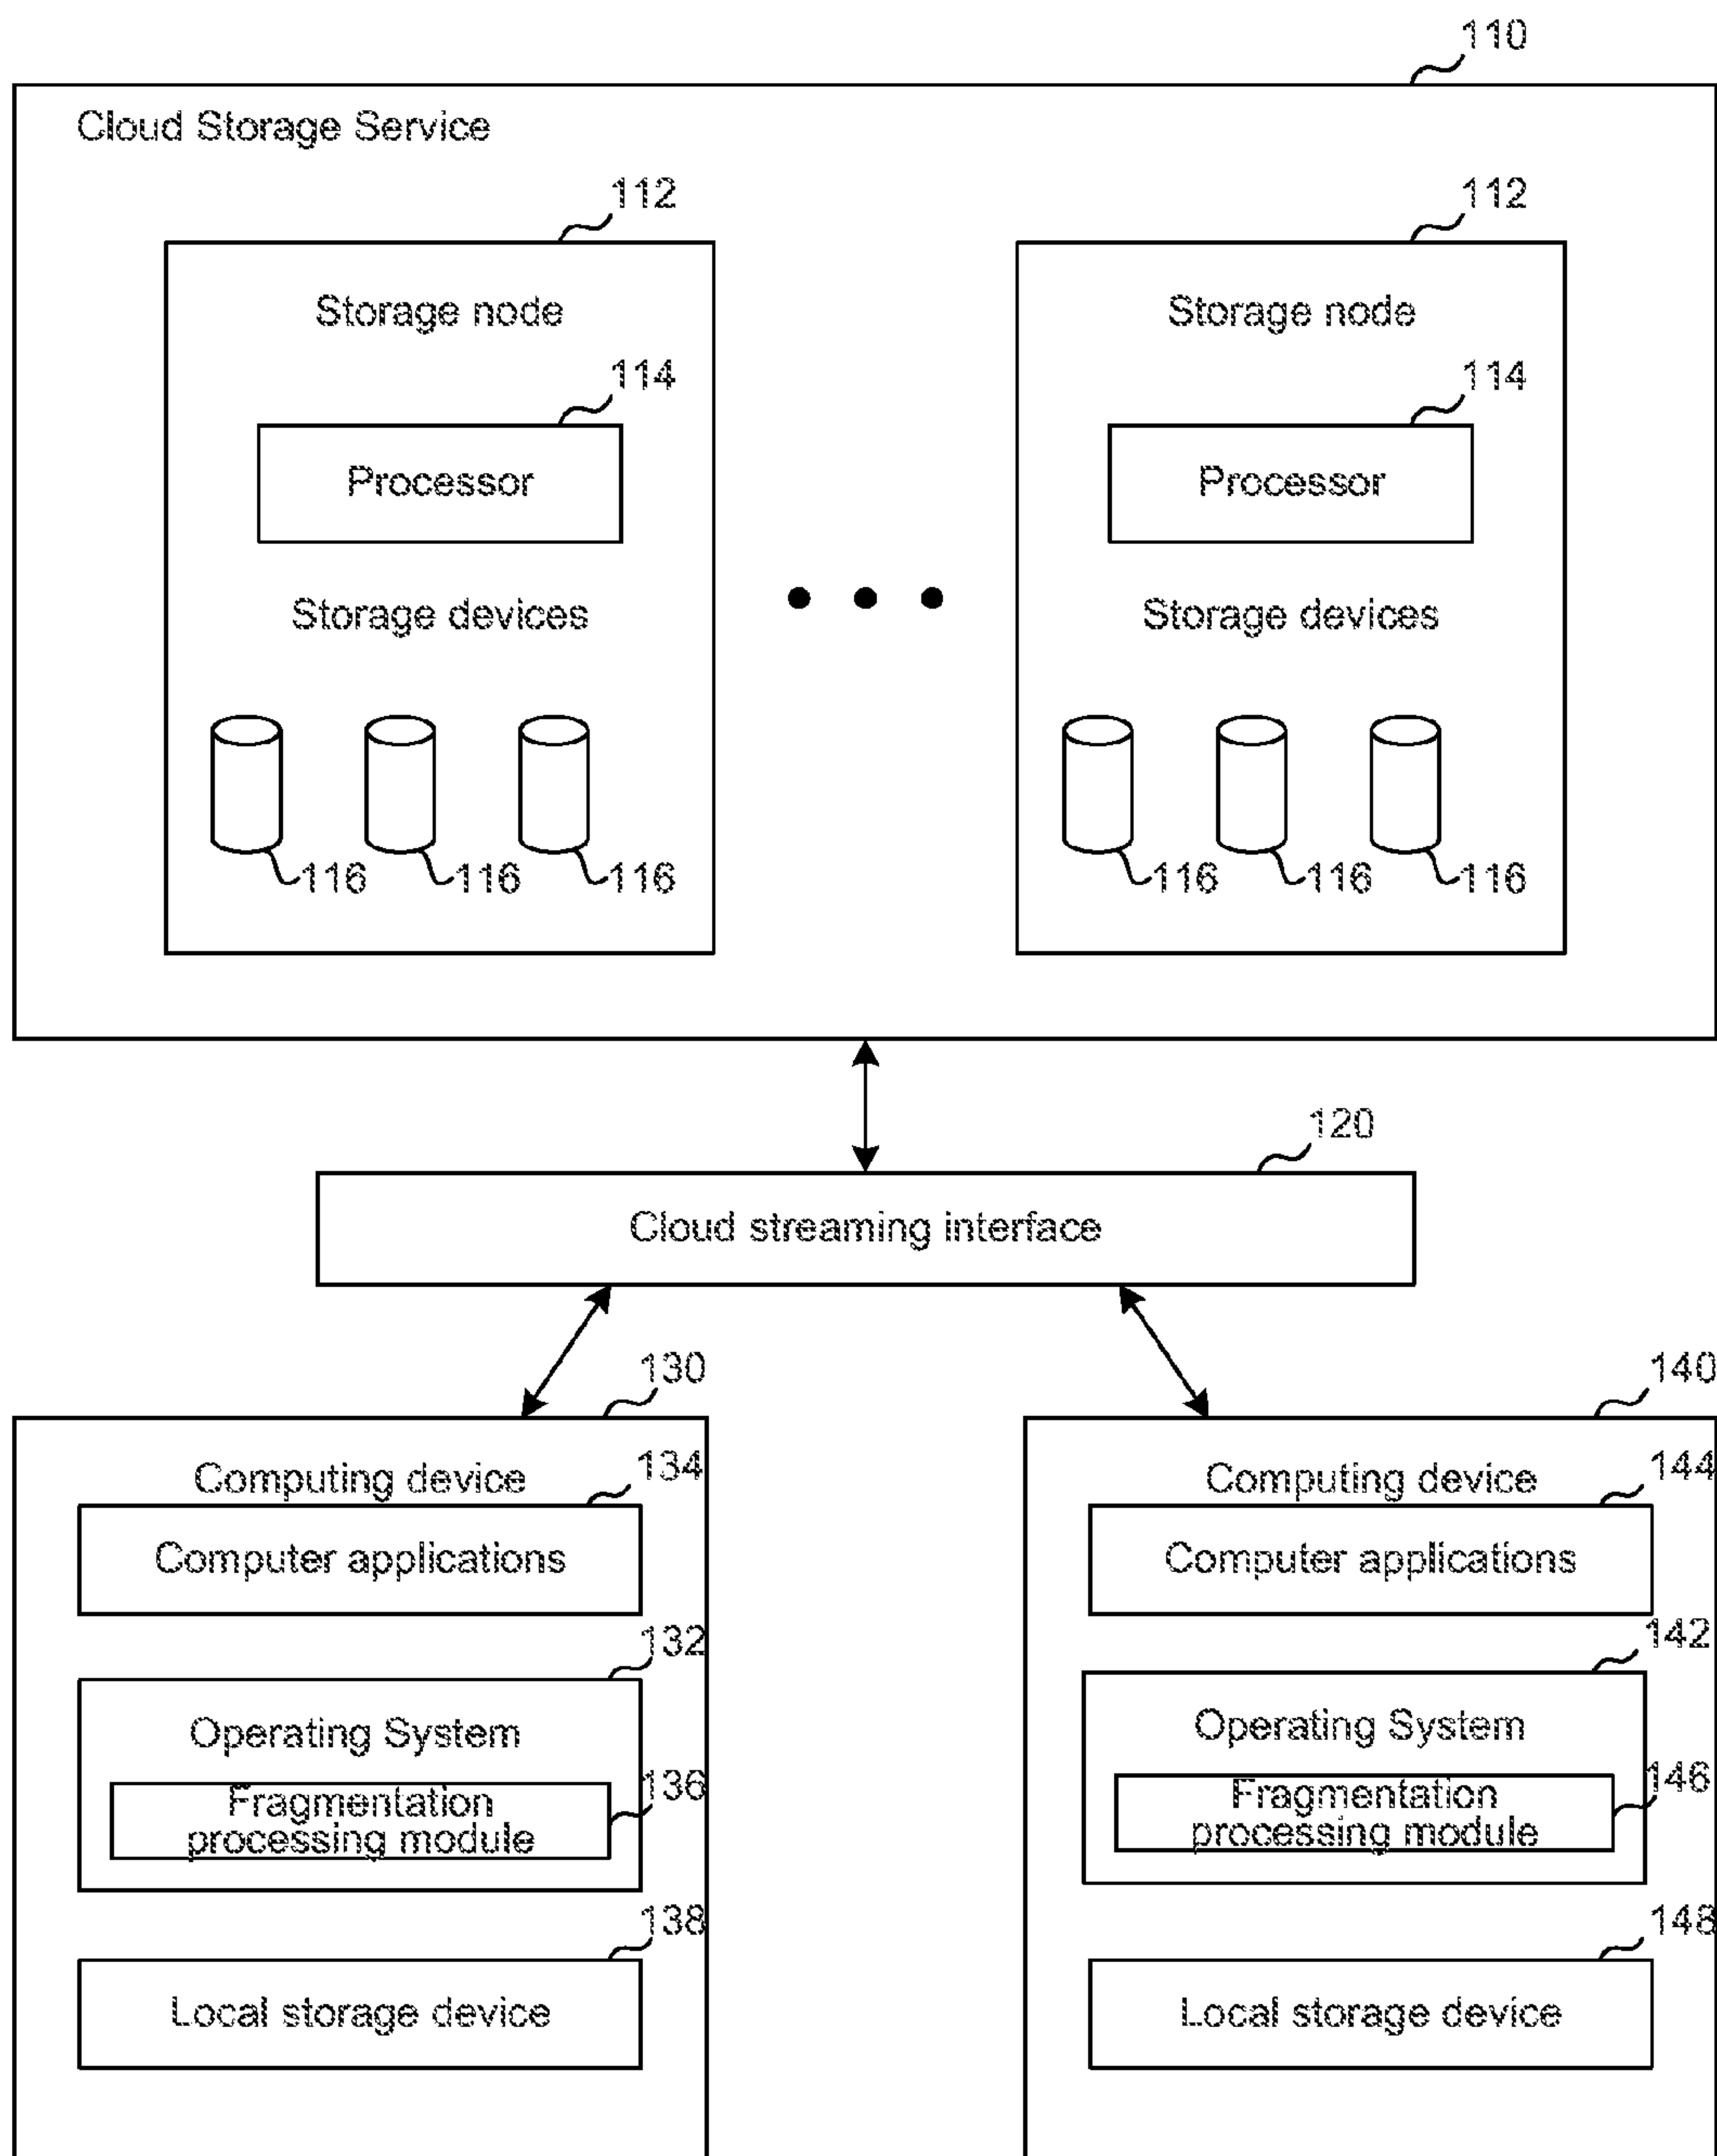 110
Cloud Storage Service
112
112
Storage node
Storage node
114
114
Processor
Processor
Storage devices
Storage devices
116
116
116
116
116
116
120
Cloud streaming interface
130
140
Computing device
134
Computing device
144
Computer applications
Computer applications
132
142
Operating System
Operating System
136
146
Fragmentation
processing module
Fragmentation
processing module
138
148
Local storage device
Local storage device